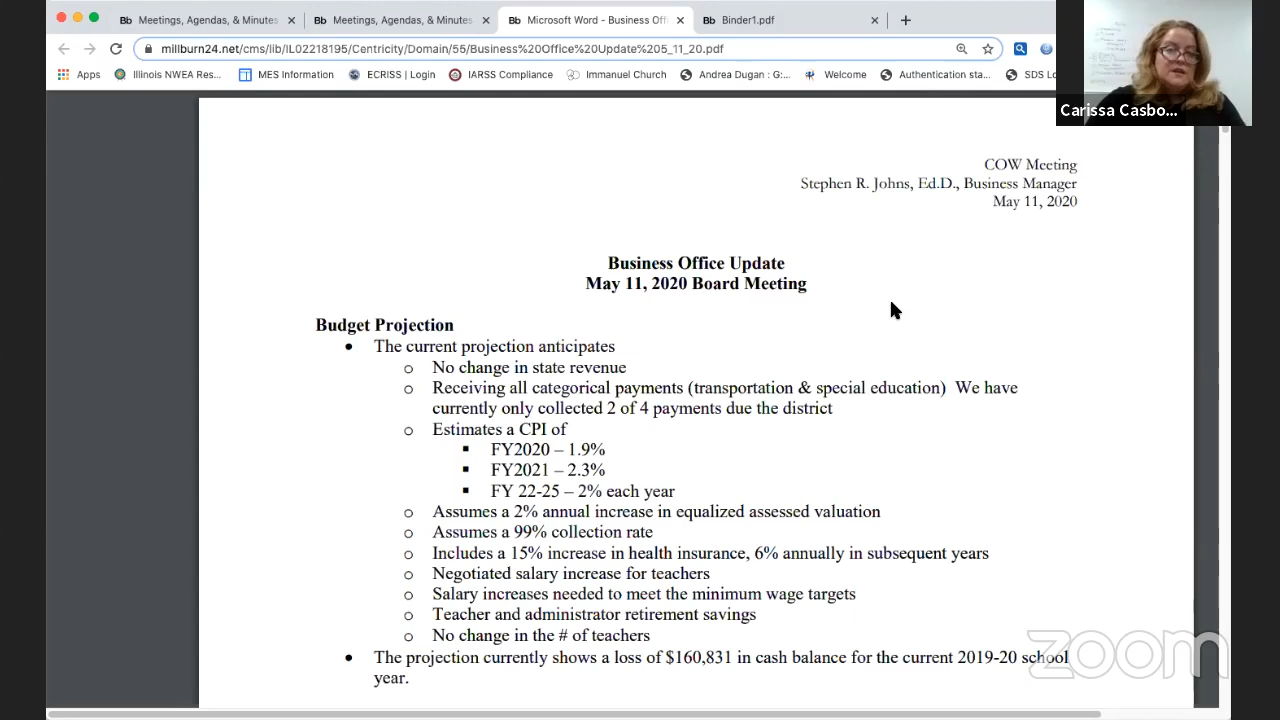 Meetings, Agendas, & Minutes
Meetings, Agendas, & Minutes
Microsoft Word - Business Offi
Binder1.pdf
millburn24.net/cms/lib/IL02218195/Centricity/Domain/55/Business%20Office%20Update%205_11_20.pdf
Apps
Illinois NWEA Res...
MES Information
ECRISS Login
IARSS Compliance
Immanuel Church
Andrea Dugan : G:...
Welcome
Authentication sta...
SDS Lo
Carissa Casbo...
COW Meeting
Stephen R. Johns, Ed.D., Business Manager
May 11, 2020
Business Office Update
May 11, 2020 Board Meeting
Budget Projection
• The current projection anticipates
o No change in state revenue
o Receiving all categorical payments (transportation & special education) We have
currently only collected 2 of 4 payments due the district
o Estimates a CPI of
▪ FY2020 – 1.9%
▪ FY2021 – 2.3%
▪ FY 22-25 – 2% each year
o Assumes a 2% annual increase in equalized assessed valuation
o Assumes a 99% collection rate
o Includes a 15% increase in health insurance, 6% annually in subsequent years
o Negotiated salary increase for teachers
o Salary increases needed to meet the minimum wage targets
o Teacher and administrator retirement savings
o No change in the # of teachers
• The projection currently shows a loss of $160,831 in cash balance for the current 2019-20 school
year.
zoom